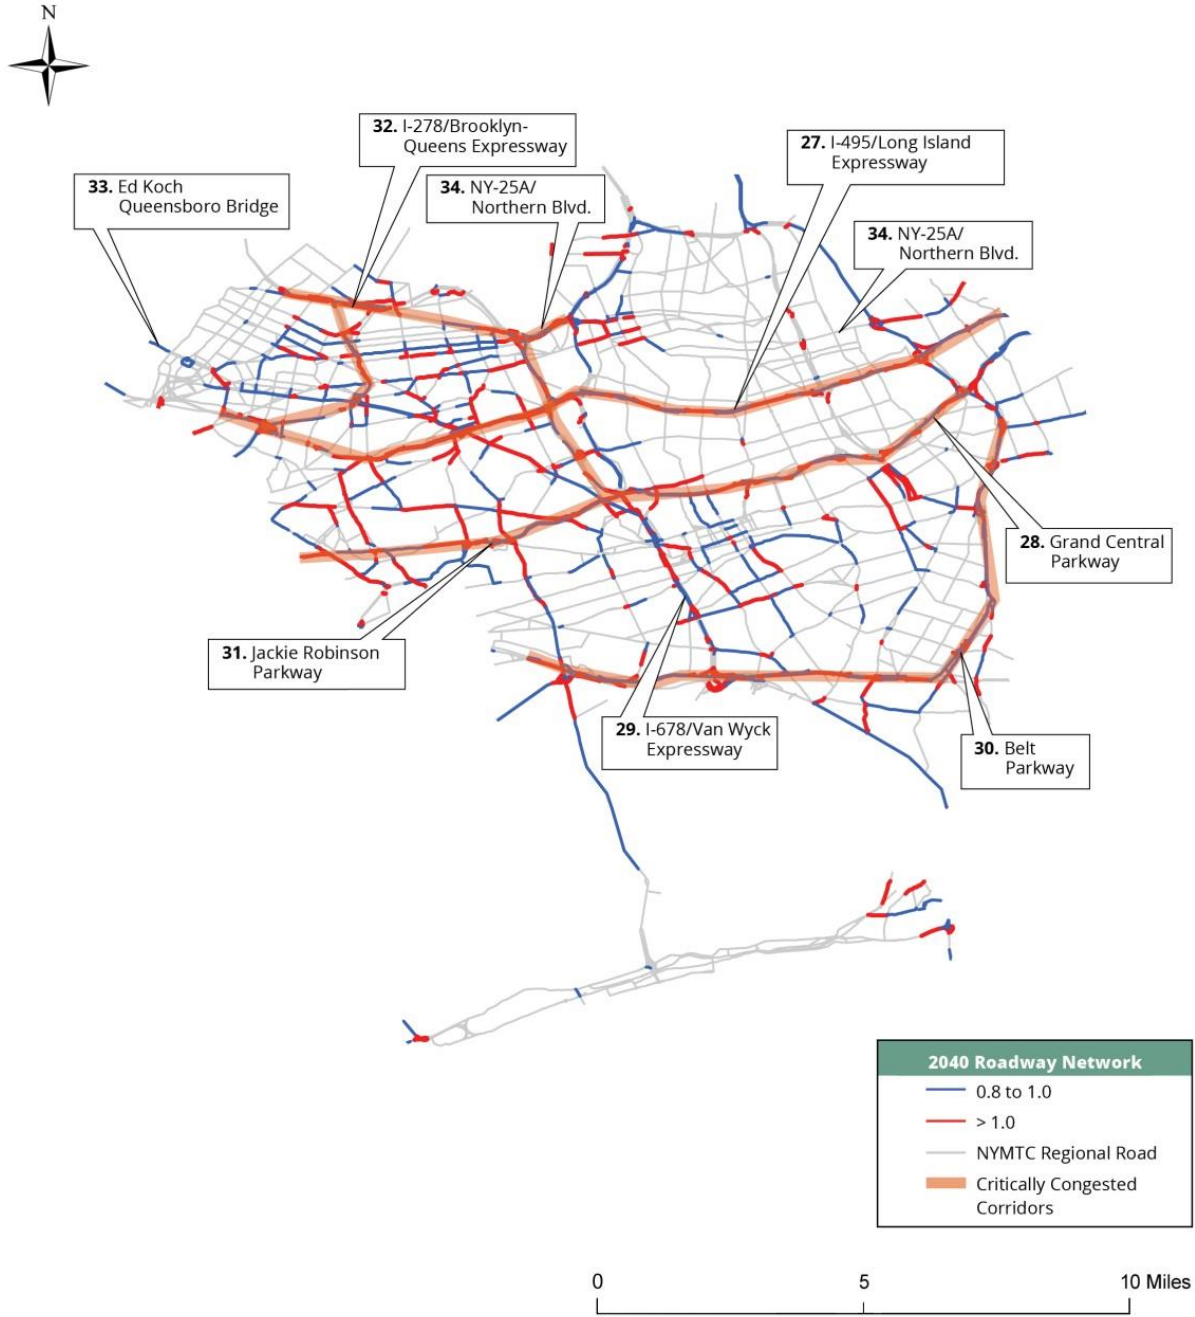 N
32. I-278/Brooklyn-
Queens Expressway
27. I-495/Long Island
Expressway
33. Ed Koch
Queensboro Bridge
34. NY-25A/
Northern Blvd.
34. NY-25A/
Northern Blvd.
28. Grand Central
Parkway
31. Jackie Robinson
Parkway
29. I-678/Van Wyck
Expressway
30. Belt
Parkway
2040 Roadway Network
0.8 to 1.0
> 1.0
NYMTC Regional Road
Critically Congested
Corridors
0 5 10 Miles